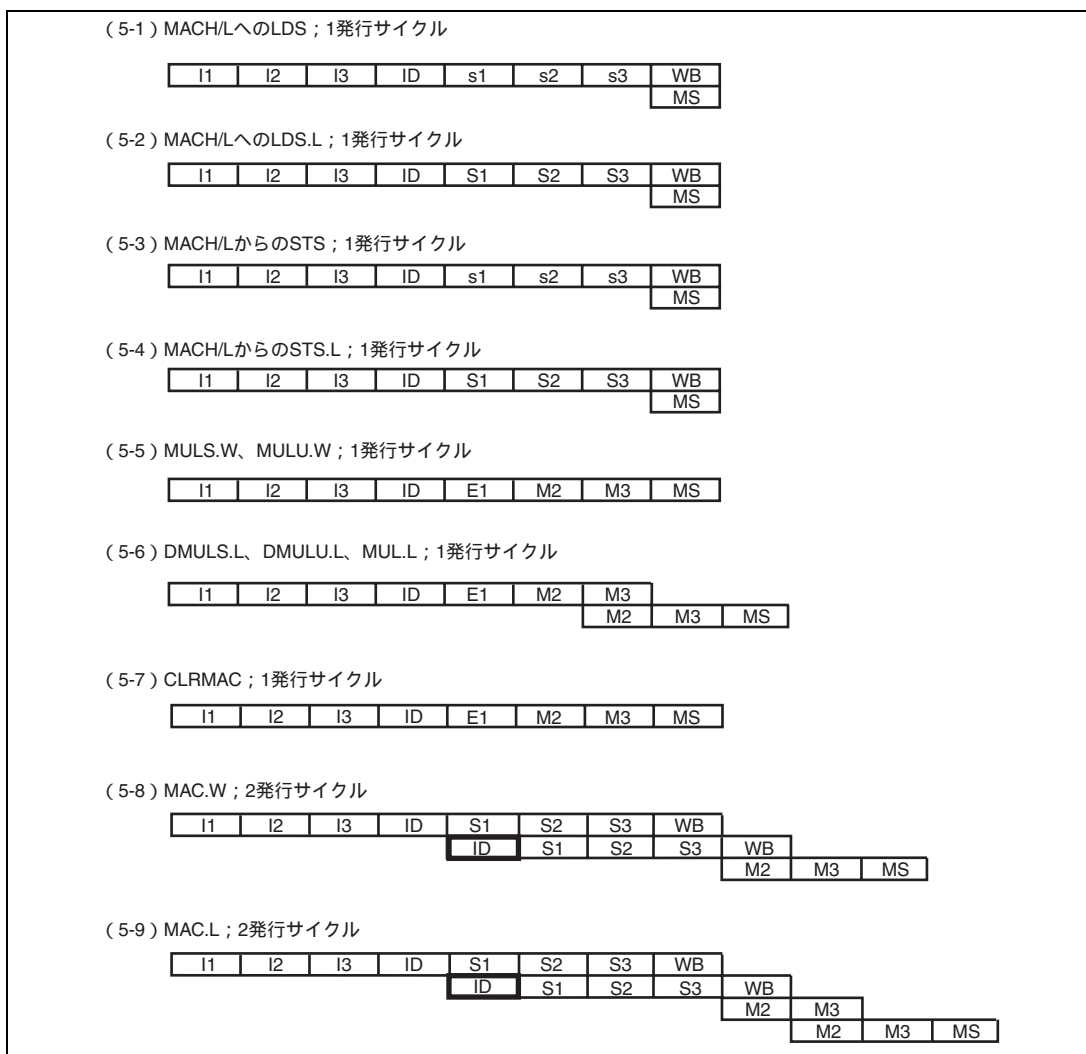 （5-1）MACH/LへのLDS；1発行サイクル
I1 I2 I3 ID s1 s2 s3 WB
MS
（5-2）MACH/LへのLDS.L；1発行サイクル
I1 I2 I3 ID S1 S2 S3 WB
MS
（5-3）MACH/LからのSTS；1発行サイクル
I1 I2 I3 ID s1 s2 s3 WB
MS
（5-4）MACH/LからのSTS.L；1発行サイクル
I1 I2 I3 ID S1 S2 S3 WB
MS
（5-5）MULS.W、MULU.W；1発行サイクル
I1 I2 I3 ID E1 M2 M3 MS
（5-6）DMULS.L、DMULU.L、MUL.L；1発行サイクル
I1 I2 I3 ID E1 M2 M3
M2 M3 MS
（5-7）CLRMAC；1発行サイクル
I1 I2 I3 ID E1 M2 M3 MS
（5-8）MAC.W；2発行サイクル
I1 I2 I3 ID S1 S2 S3 WB
ID S1 S2 S3 WB
M2 M3 MS
（5-9）MAC.L；2発行サイクル
I1 I2 I3 ID S1 S2 S3 WB
ID S1 S2 S3 WB
M2 M3
M2 M3 MS